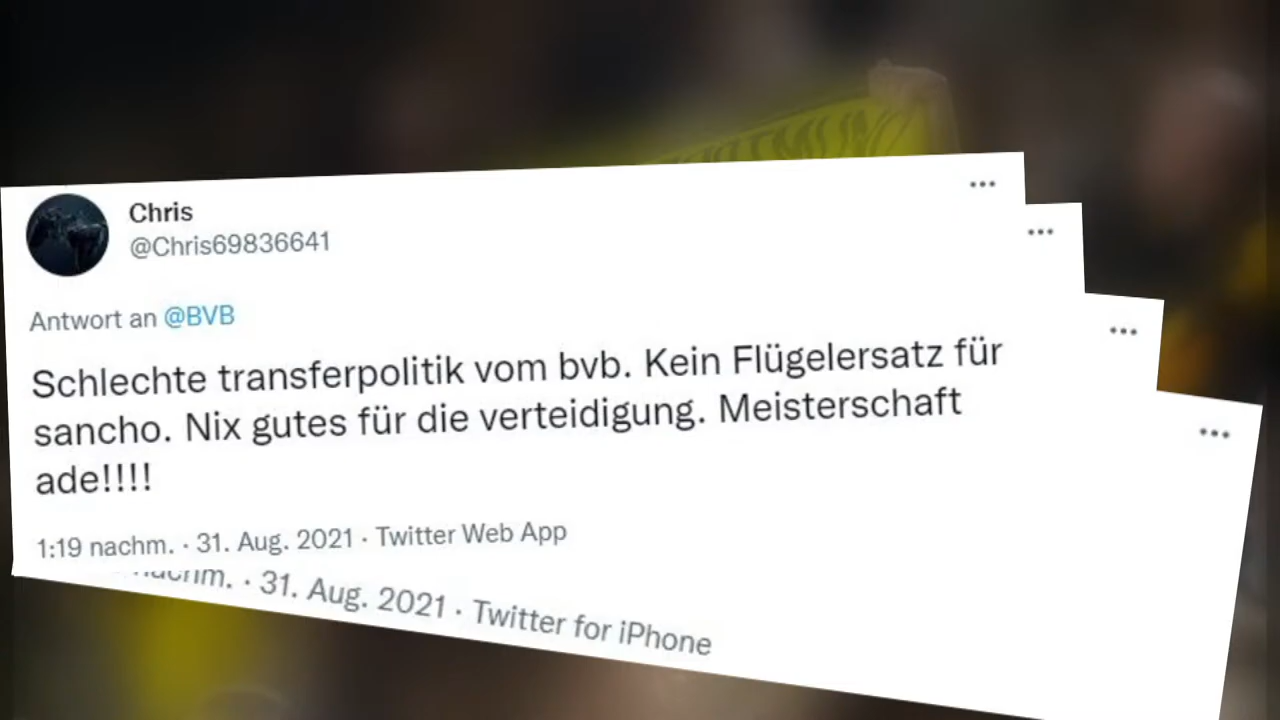 Chris
@Chris69836641
Antwort an @BVB
Schlechte transferpolitik vom bvb. Kein Flügelersatz für
sancho. Nix gutes für die verteidigung. Meisterschaft
ade!!!!
1:19 nachm. · 31. Aug. 2021 · Twitter Web App
nachm. · 31. Aug. 2021 · Twitter for iPhone